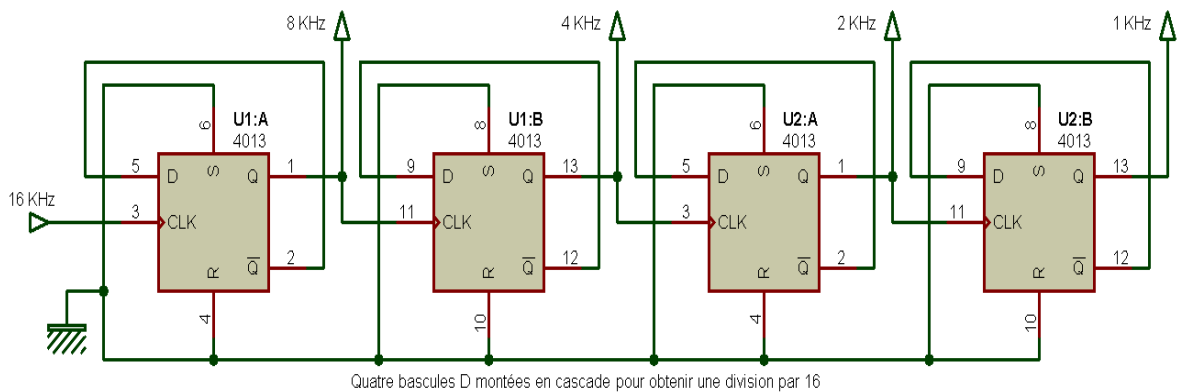 8 KHz
4 KHz
2 KHz
1 KHz
U1:A
4013
U1:B
4013
U2:A
4013
U2:B
4013
6
8
6
8
5
D
S
Q
1
9
D
S
Q
13
5
D
S
Q
1
9
D
S
Q
13
16 KHz
3
CLK
11
CLK
3
CLK
11
CLK
R
Q
2
R
Q
12
R
Q
2
R
Q
12
4
10
4
10
Quatre bascules D montées en cascade pour obtenir une division par 16